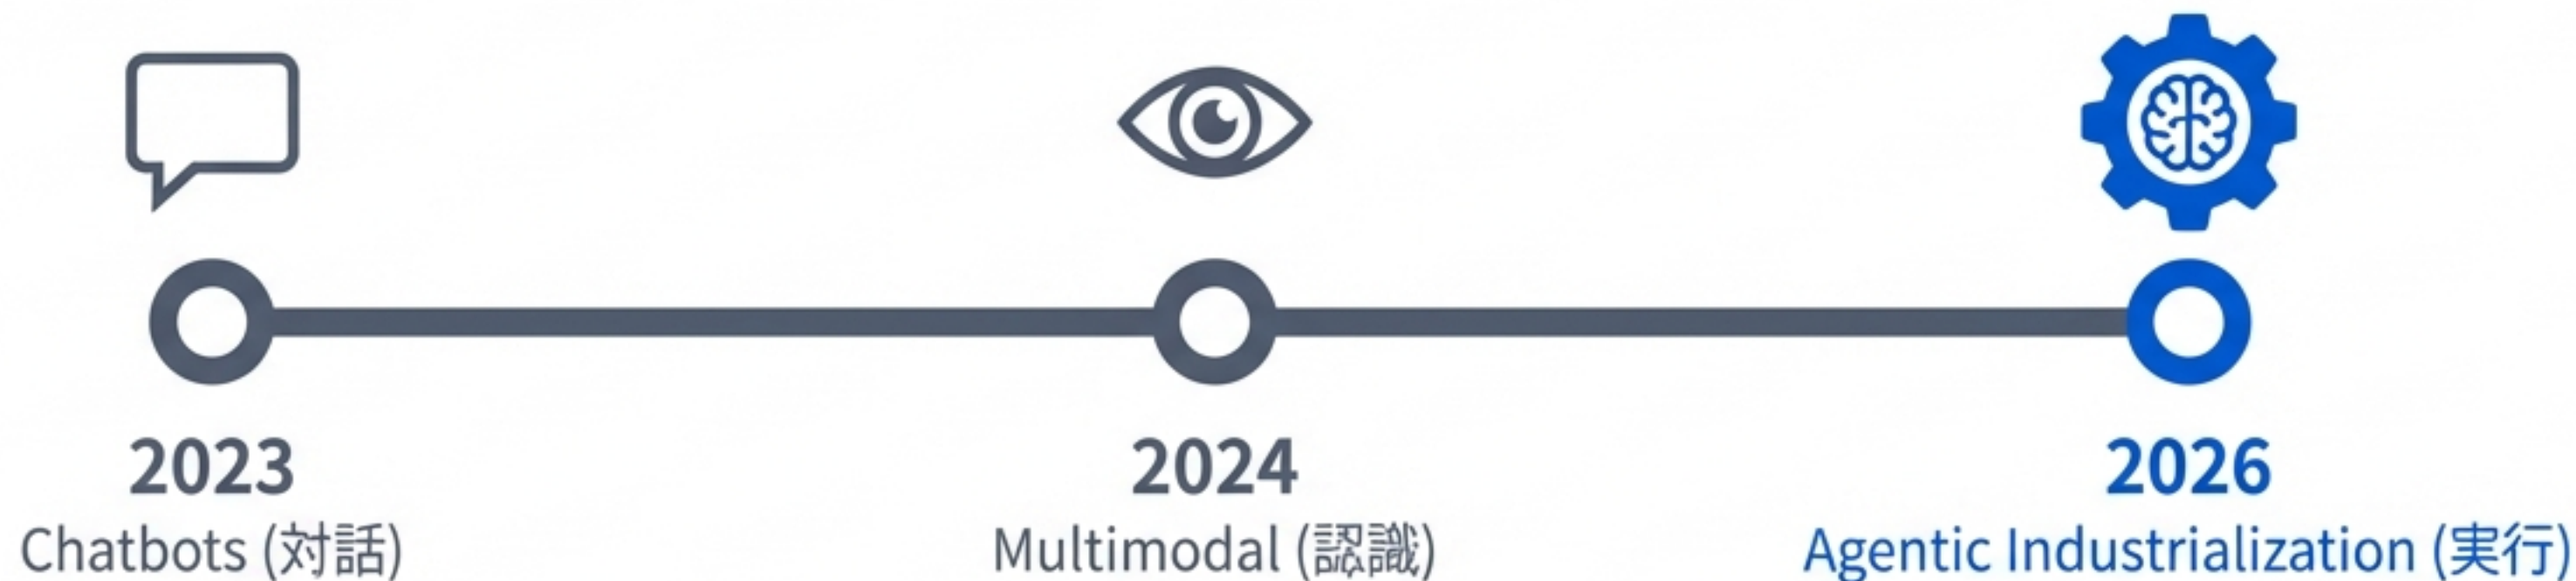 2023
Chatbots (対話)
2024
Multimodal (認識)
2026
Agentic Industrialization (実行)